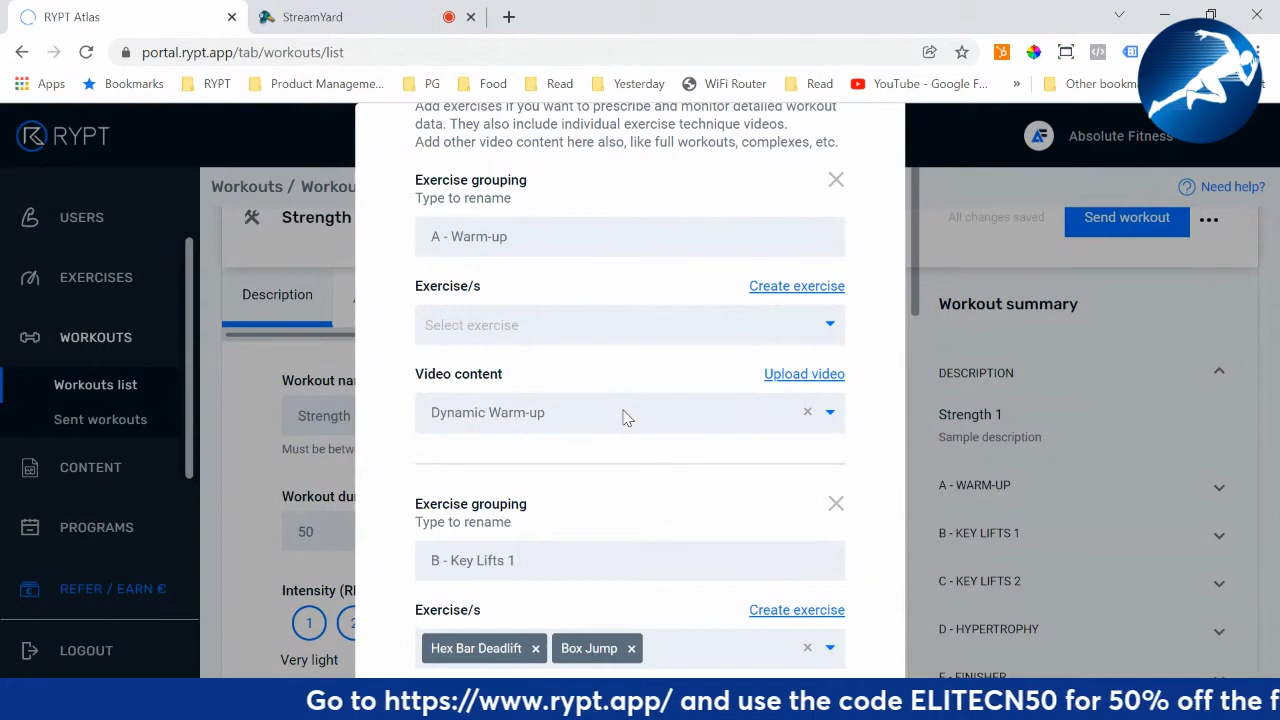 RYPT Atlas
StreamYard
portal.rypt.app/tab/workouts/list
Apps
Bookmarks
RYPT
Product Manageme...
PG
Food
Read
Yesterday
WiFi Router
Read
YouTube - Google F...
»
Other bookm
RYPT
USERS
EXERCISES
WORKOUTS
Workouts list
Sent workouts
CONTENT
PROGRAMS
REFER / EARN €
LOGOUT
Workouts / Workou
Strength
Description
Workout nam
Strength
Must be betw
Workout dur
50
Intensity (RP
1
2
Very light
Add exercises if you want to prescribe and monitor detailed workout
data. They also include individual exercise technique videos.
Add other video content here also, like full workouts, complexes, etc.
Exercise grouping
Type to rename
A - Warm-up
Exercise/s
Create exercise
Select exercise
Video content
Upload video
Dynamic Warm-up
Exercise grouping
Type to rename
B - Key Lifts 1
Exercise/s
Create exercise
Hex Bar Deadlift
Box Jump
AF
Absolute Fitness
Need help?
All changes saved
Send workout
Workout summary
DESCRIPTION
Strength 1
Sample description
A - WARM-UP
B - KEY LIFTS 1
C - KEY LIFTS 2
D - HYPERTROPHY
E - FINISHER
Go to https://www.rypt.app/ and use the code ELITECN50 for 50% off the f